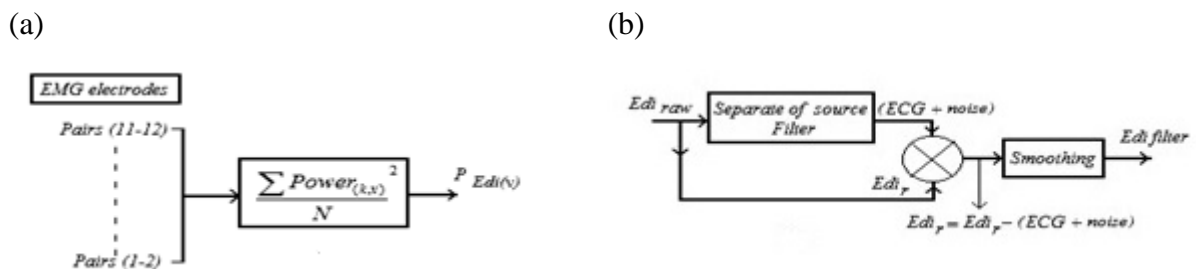 (a)
(b)
EMG electrodes
Pairs (11-12)
Pairs (1-2)
∑ Power(k,x) 2
N
P Edi(v)
Edi raw
Separate of source
Filter
(ECG + noise)
Edi r
Smoothing
Edi filter
Edi r = Edi r - (ECG + noise)